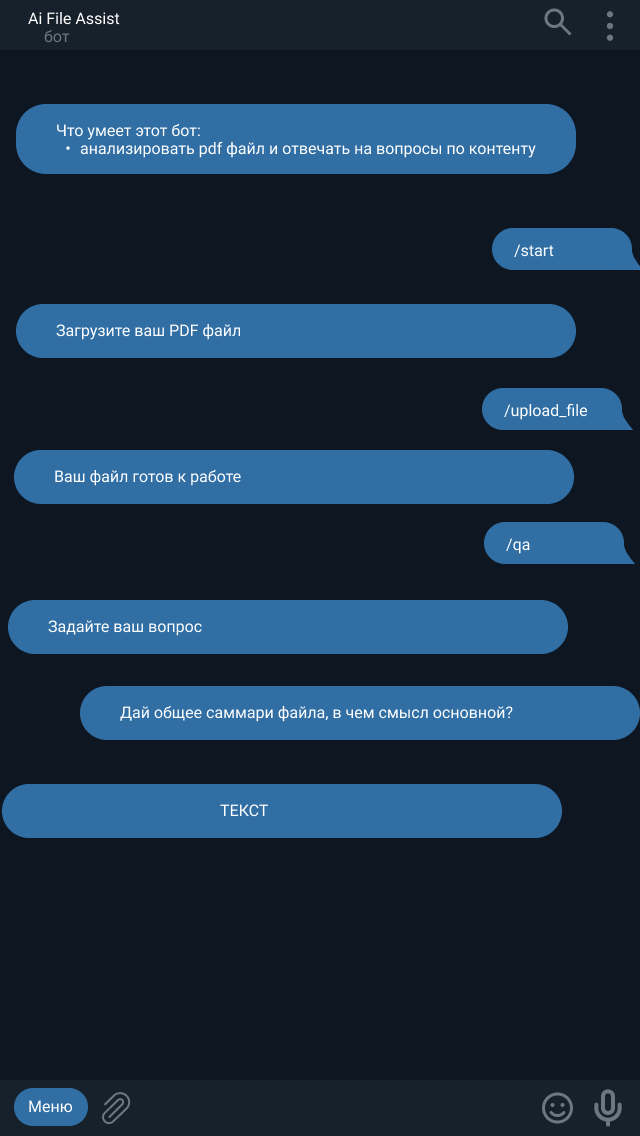 Ai File Assist
бот
Что умеет этот бот:
• анализировать pdf файл и отвечать на вопросы по контенту
/start
Загрузите ваш PDF файл
/upload_file
Ваш файл готов к работе
/qa
Задайте ваш вопрос
Дай общее саммари файла, в чем смысл основной?
ТЕКСТ
Меню